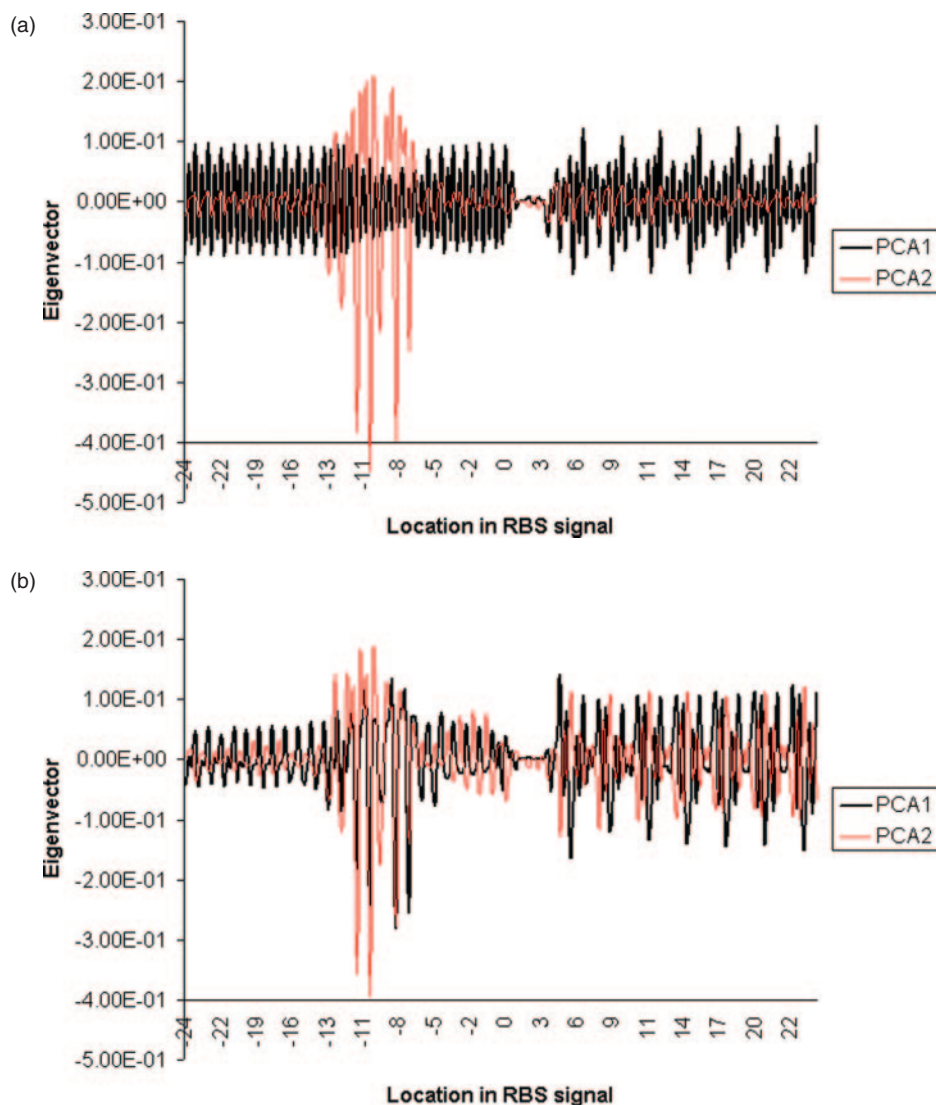 (a)
3.00E-01
2.00E-01
1.00E-01
0.00E+00
-1.00E-01
-2.00E-01
-3.00E-01
-4.00E-01
-5.00E-01
Eigenvector
-24 -22 -19 -16 -13 -11 -8 -5 -2 0 3 6 9 11 14 17 20 22
Location in RBS signal
PCA1
PCA2
(b)
3.00E-01
2.00E-01
1.00E-01
0.00E+00
-1.00E-01
-2.00E-01
-3.00E-01
-4.00E-01
-5.00E-01
Eigenvector
-24 -22 -19 -16 -13 -11 -8 -5 -2 0 3 6 9 11 14 17 20 22
Location in RBS signal
PCA1
PCA2